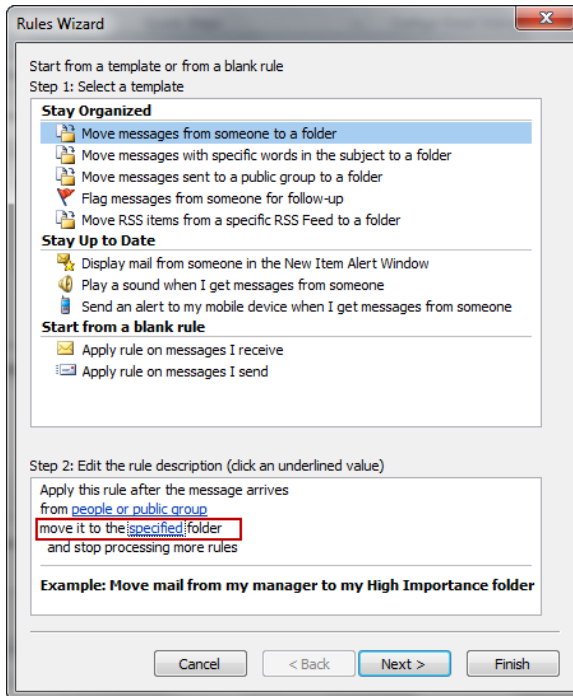 Rules Wizard
Start from a template or from a blank rule
Step 1: Select a template
Stay Organized
Move messages from someone to a folder
Move messages with specific words in the subject to a folder
Move messages sent to a public group to a folder
Flag messages from someone for follow-up
Move RSS items from a specific RSS Feed to a folder
Stay Up to Date
Display mail from someone in the New Item Alert Window
Play a sound when I get messages from someone
Send an alert to my mobile device when I get messages from someone
Start from a blank rule
Apply rule on messages I receive
Apply rule on messages I send
Step 2: Edit the rule description (click an underlined value)
Apply this rule after the message arrives
from people or public group
move it to the specified folder
and stop processing more rules
Example: Move mail from my manager to my High Importance folder
Cancel < Back Next > Finish